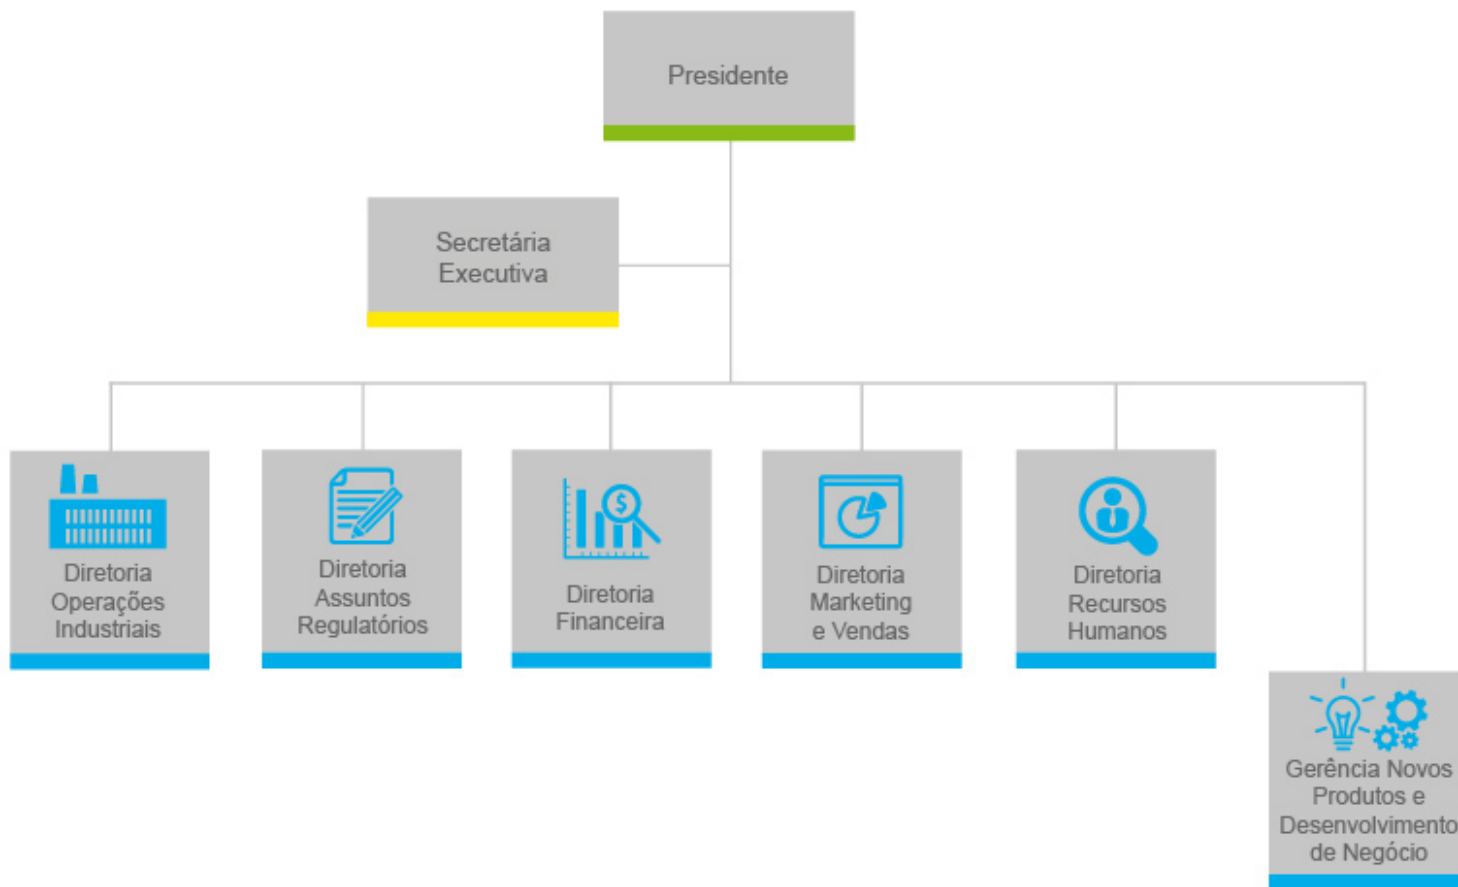 Presidente
Secretária
Executiva
Diretoria
Operações
Industriais
Diretoria
Assuntos
Regulatórios
$
Diretoria
Financeira
Diretoria
Marketing
e Vendas
Diretoria
Recursos
Humanos
Gerência Novos
Produtos e
Desenvolvimento
de Negócio